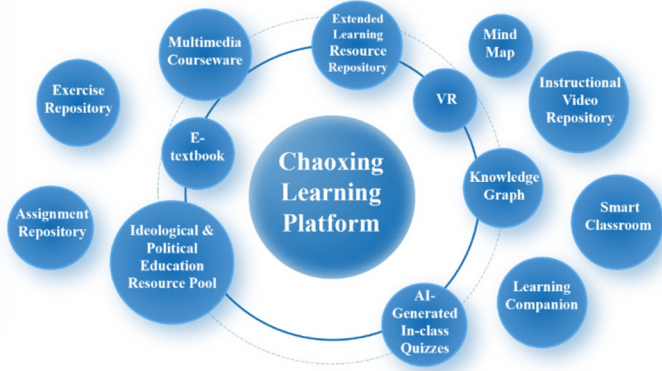 Multimedia
Courseware
Extended
Learning
Resource
Repository
Mind
Map
Exercise
Repository
VR
Instructional
Video
Repository
E-
textbook
Chaoxing
Learning
Platform
Knowledge
Graph
Assignment
Repository
Ideological &
Political
Education
Resource Pool
Smart
Classroom
AI-
Generated
In-class
Quizzes
Learning
Companion